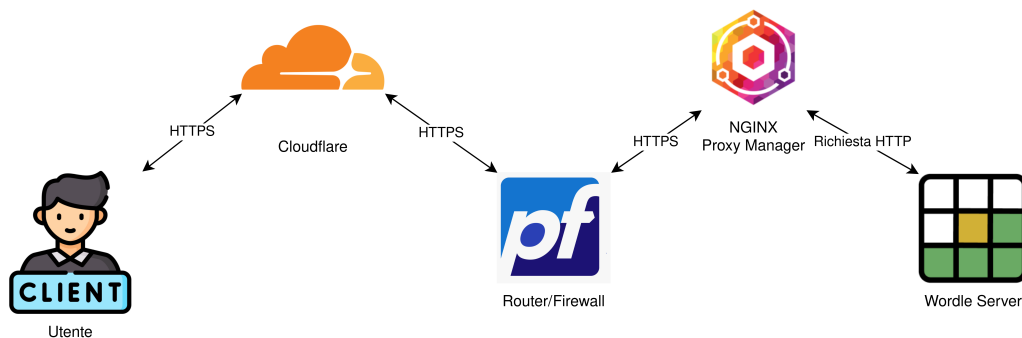 HTTPS
Cloudflare
HTTPS
HTTPS
NGINX
Proxy Manager
Richiesta HTTP
pf
CLIENT
Utente
Router/Firewall
Wordle Server